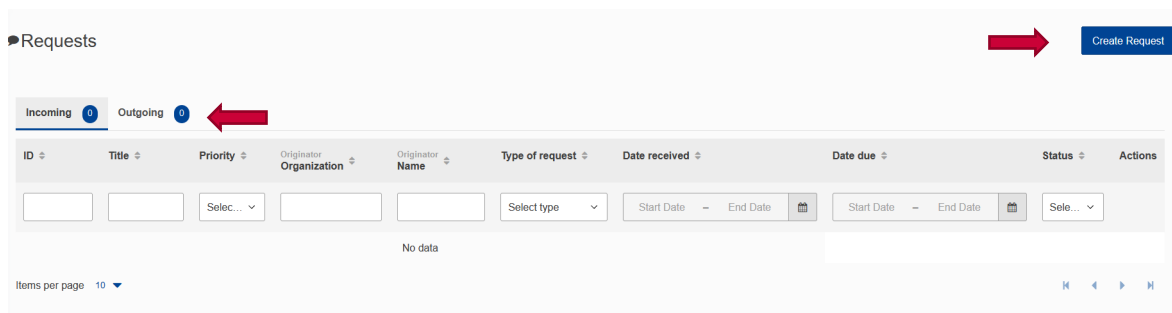 Requests
Create Request
Incoming 0 Outgoing 0
ID Title Priority Originator Organization Originator Name Type of request Date received Date due Status Actions
Selec... Select type Start Date – End Date Start Date – End Date Sele...
No data
Items per page 10